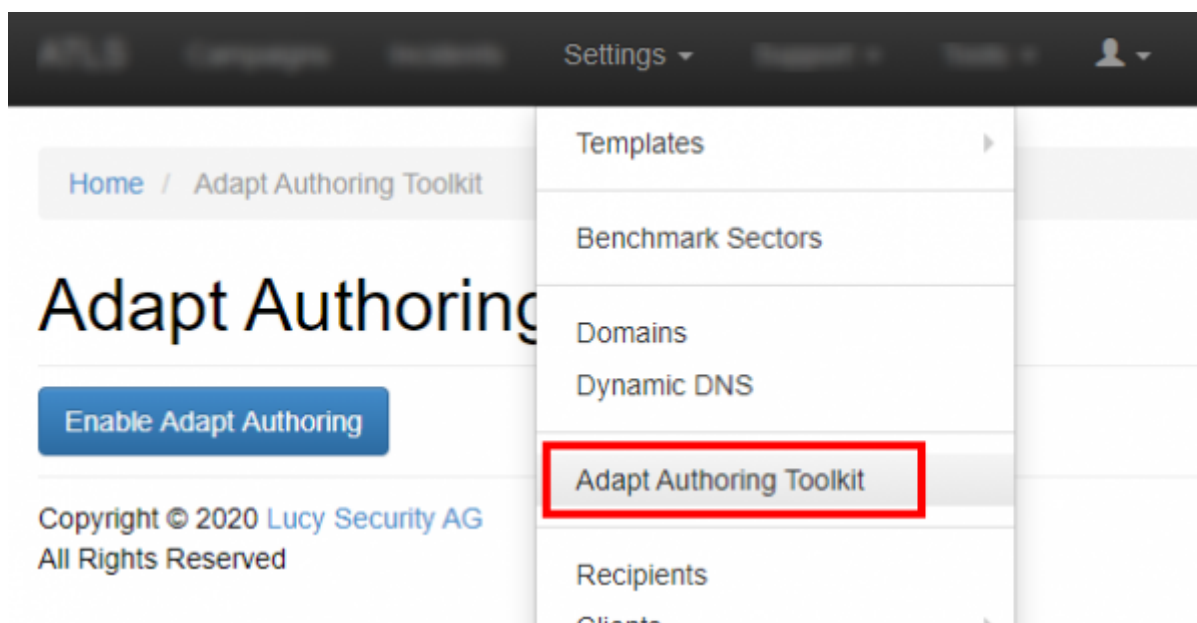 Settings
Templates
Home / Adapt Authoring Toolkit
Benchmark Sectors
Adapt Authoring
Domains
Dynamic DNS
Enable Adapt Authoring
Adapt Authoring Toolkit
Copyright © 2020 Lucy Security AG
All Rights Reserved
Recipients
Clients